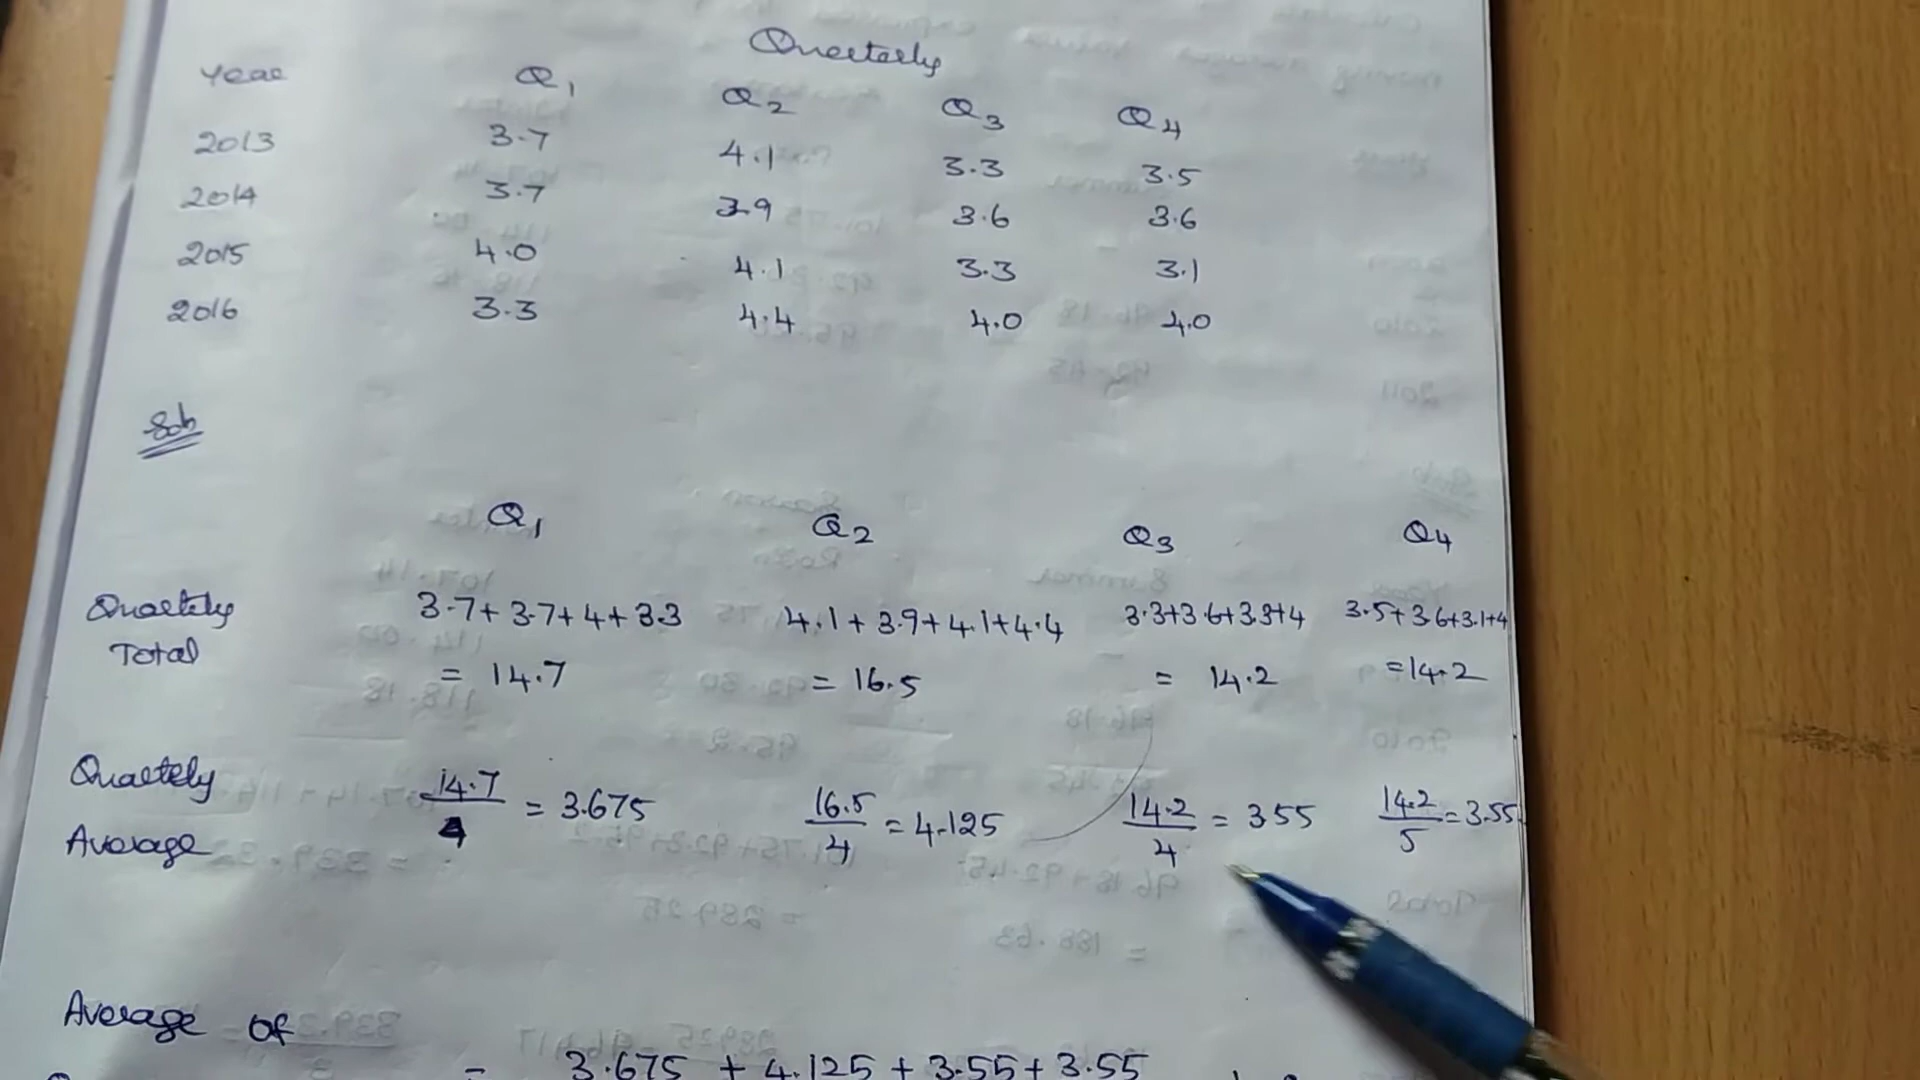 Quarterly
Year Q1 Q2 Q3 Q4
2013 3.7 4.1 3.3 3.5
2014 3.7 3.9 3.6 3.6
2015 4.0 4.1 3.3 3.1
2016 3.3 4.4 4.0 4.0
Soln
Q1 Q2 Q3 Q4
Quartely 3.7+3.7+4+3.3 4.1+3.9+4.1+4.4 3.3+3.6+3.3+4 3.5+3.6+3.1+4
Total = 14.7 = 16.5 = 14.2 =14.2
Quartely 14.7/4 = 3.675 16.5/4 = 4.125 14.2/4 = 3.55 14.2/5 = 3.55
Average
Average of
= 3.675 + 4.125 + 3.55 + 3.55